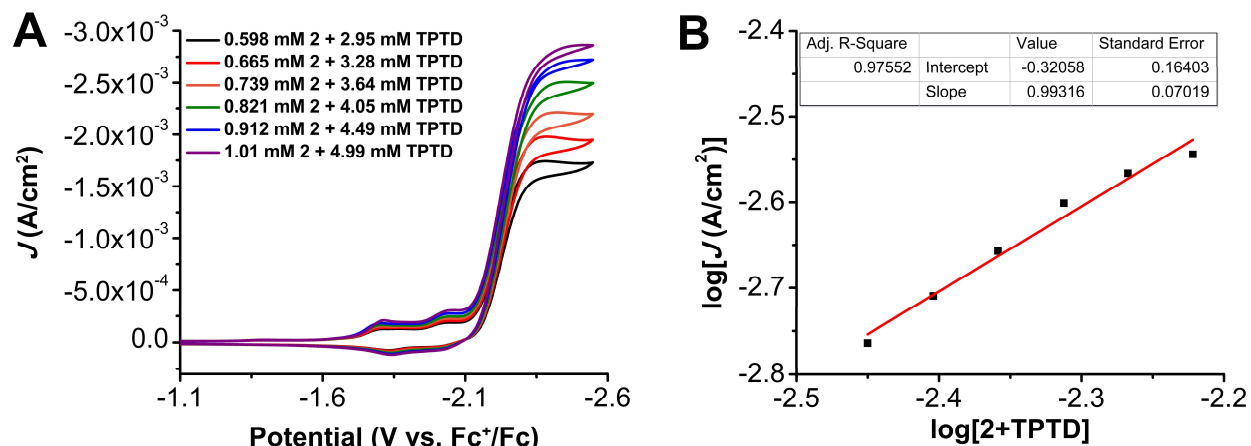 A
-3.0x10⁻³
-2.5x10⁻³
-2.0x10⁻³
-1.5x10⁻³
-1.0x10⁻³
-5.0x10⁻⁴
0.0
J (A/cm²)
0.598 mM 2 + 2.95 mM TPTD
0.665 mM 2 + 3.28 mM TPTD
0.739 mM 2 + 3.64 mM TPTD
0.821 mM 2 + 4.05 mM TPTD
0.912 mM 2 + 4.49 mM TPTD
1.01 mM 2 + 4.99 mM TPTD
-1.1 -1.6 -2.1 -2.6
Potential (V vs. Fc⁺/Fc)
B
-2.4
-2.5
-2.6
-2.7
-2.8
log[J (A/cm²)]
Adj. R-Square Value Standard Error
0.97552 Intercept -0.32058 0.16403
Slope 0.99316 0.07019
-2.5 -2.4 -2.3 -2.2
log[2+TPTD]